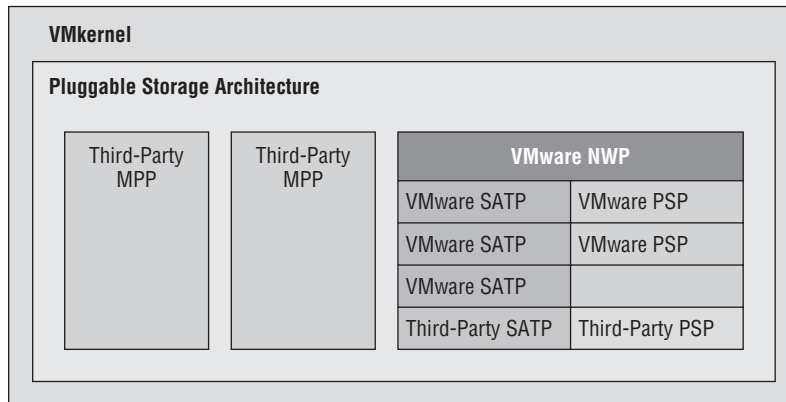 VMkernel
Pluggable Storage Architecture
Third-Party
MPP
Third-Party
MPP
VMware NWP
VMware SATP
VMware PSP
VMware SATP
VMware PSP
VMware SATP
Third-Party SATP
Third-Party PSP